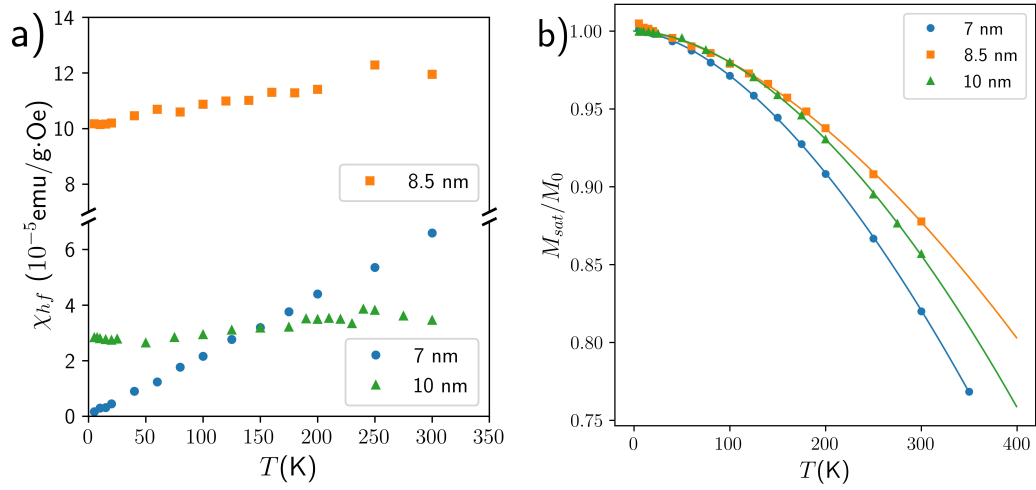 a)
14
12
10
8
6
4
2
0
χhf (10⁻⁵emu/g·Oe)
8.5 nm
7 nm
10 nm
0 50 100 150 200 250 300 350
T(K)
b)
1.00
0.95
0.90
0.85
0.80
0.75
Msat/M0
7 nm
8.5 nm
10 nm
0 100 200 300 400
T(K)